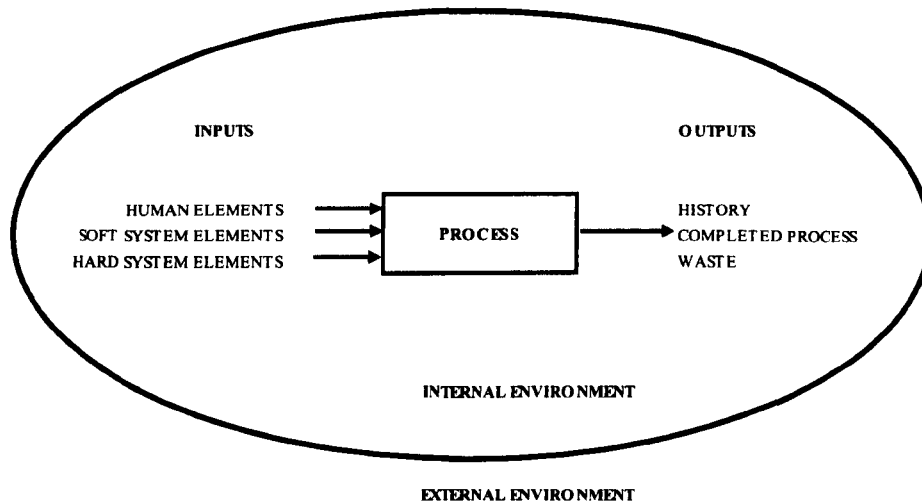 INPUTS
OUTPUTS
HUMAN ELEMENTS
SOFT SYSTEM ELEMENTS
HARD SYSTEM ELEMENTS
PROCESS
HISTORY
COMPLETED PROCESS
WASTE
INTERNAL ENVIRONMENT
EXTERNAL ENVIRONMENT